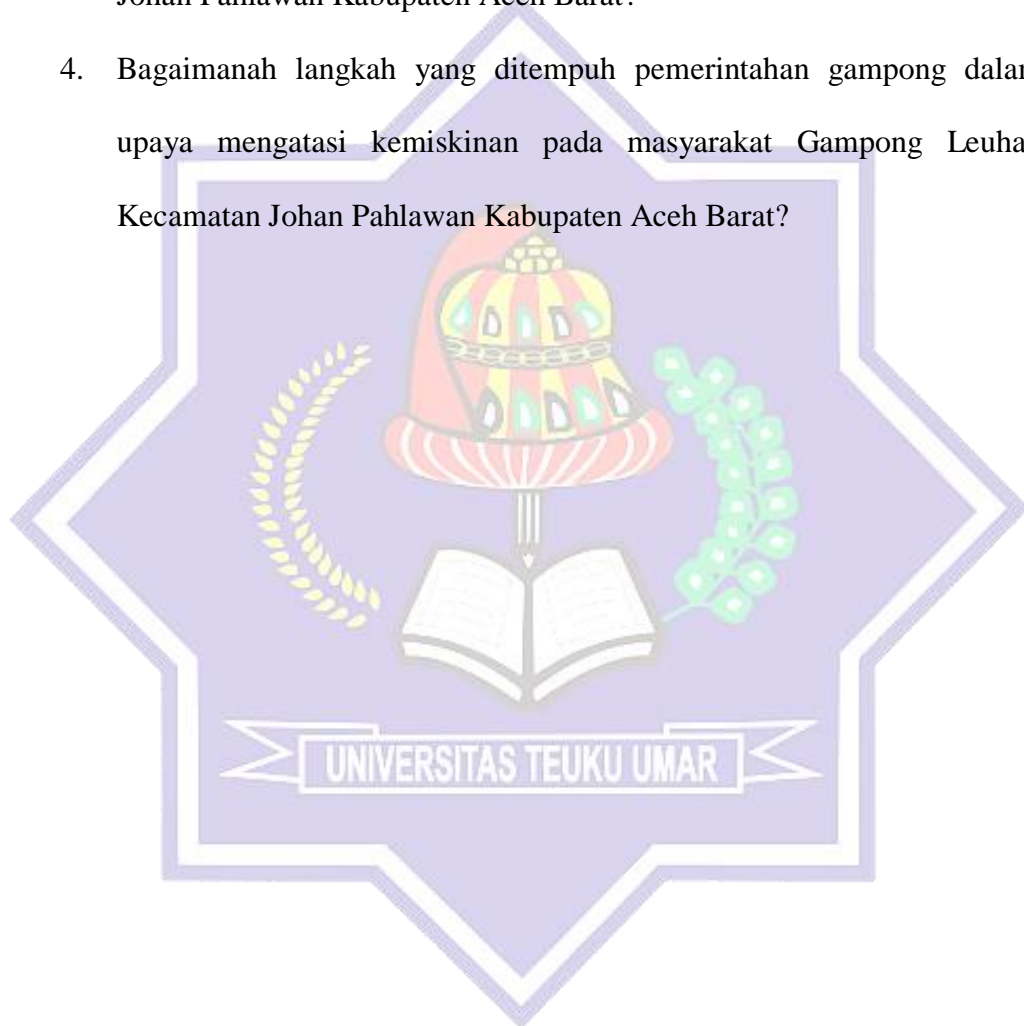 Johan Pahlawan Kabupaten Aceh Barat?
4. Bagaimanah langkah yang ditempuh pemerintahan gampong dalam
upaya mengatasi kemiskinan pada masyarakat Gampong Leuha
Kecamatan Johan Pahlawan Kabupaten Aceh Barat?
UNIVERSITAS TEUKU UMAR